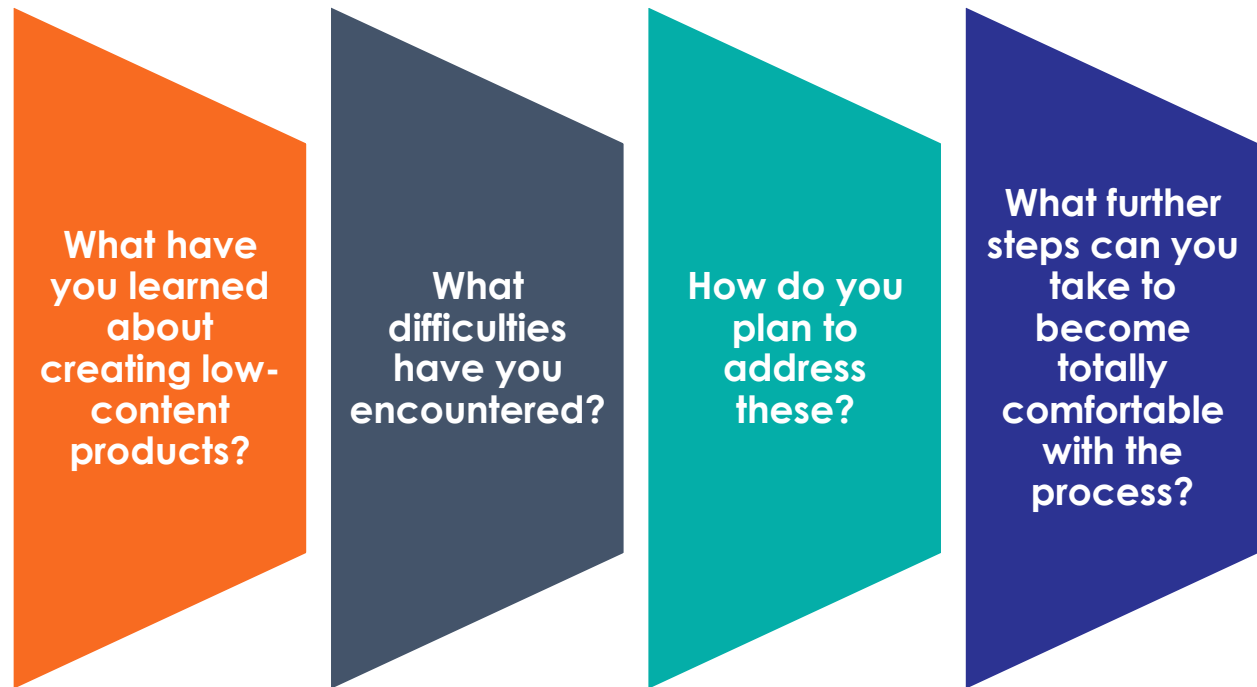 What have
you learned
about
creating low-
content
products?
What
difficulties
have you
encountered?
How do you
plan to
address
these?
What further
steps can you
take to
become
totally
comfortable
with the
process?